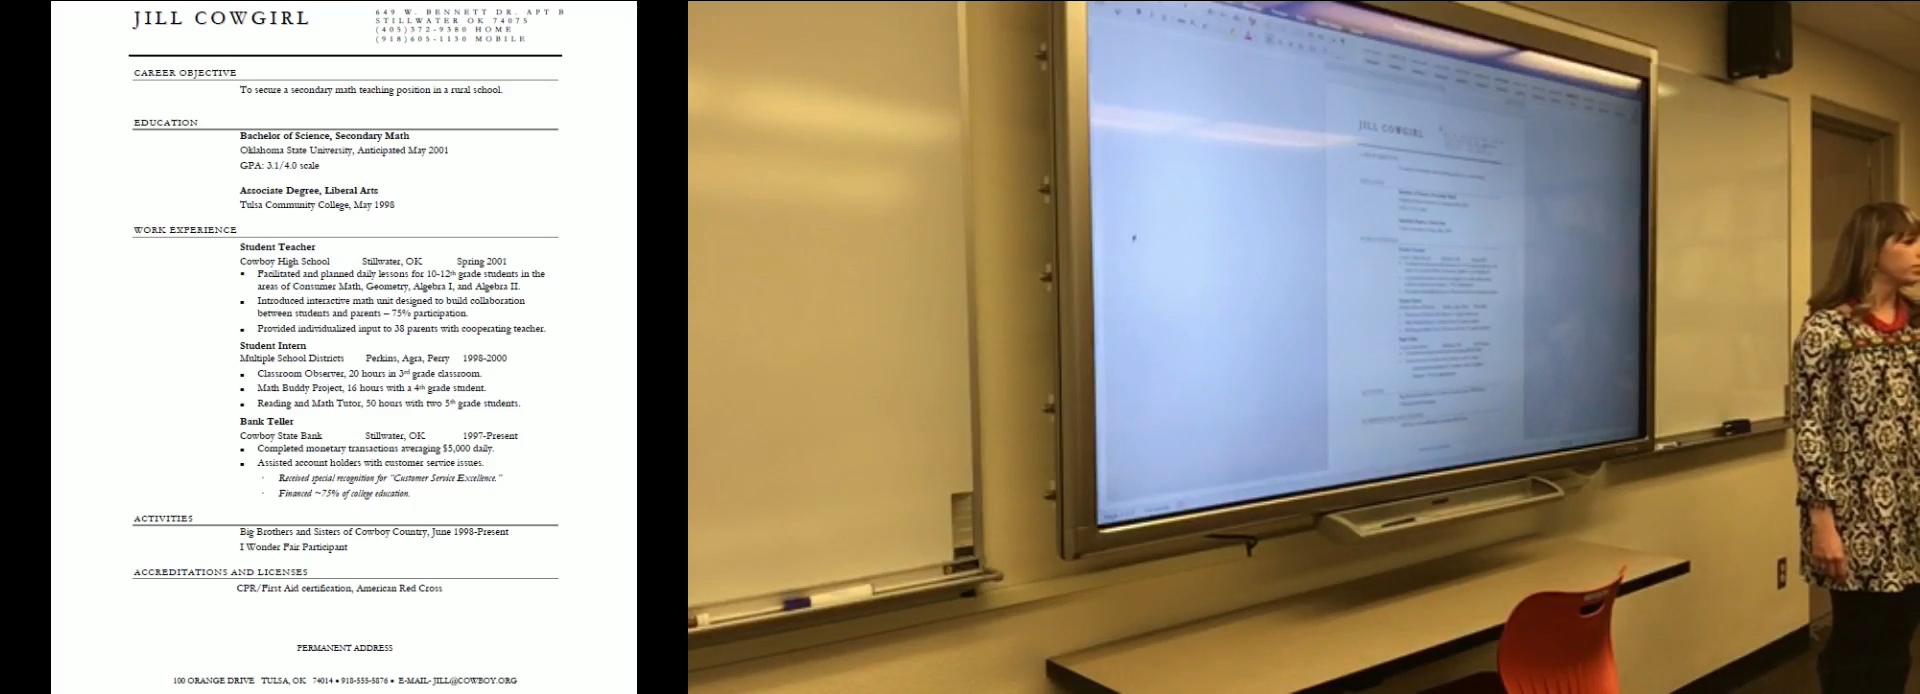 JILL COWGIRL
649 W. BENNETT DR. APT B
STILLWATER OK 74075
(405)372-9380 HOME
(918)605-1130 MOBILE
CAREER OBJECTIVE
To secure a secondary math teaching position in a rural school.
EDUCATION
Bachelor of Science, Secondary Math
Oklahoma State University, Anticipated May 2001
GPA: 3.1/4.0 scale
Associate Degree, Liberal Arts
Tulsa Community College, May 1998
WORK EXPERIENCE
Student Teacher
Cowboy High School Stillwater, OK Spring 2001
▪ Facilitated and planned daily lessons for 10-12th grade students in the
areas of Consumer Math, Geometry, Algebra I, and Algebra II.
▪ Introduced interactive math unit designed to build collaboration
between students and parents – 75% participation.
▪ Provided individualized input to 38 parents with cooperating teacher.
Student Intern
Multiple School Districts Perkins, Agra, Perry 1998-2000
▪ Classroom Observer, 20 hours in 3rd grade classroom.
▪ Math Buddy Project, 16 hours with a 4th grade student.
▪ Reading and Math Tutor, 50 hours with two 5th grade students.
Bank Teller
Cowboy State Bank Stillwater, OK 1997-Present
▪ Completed monetary transactions averaging $5,000 daily.
▪ Assisted account holders with customer service issues.
· Received special recognition for "Customer Service Excellence."
· Financed ~75% of college education.
ACTIVITIES
Big Brothers and Sisters of Cowboy Country, June 1998-Present
I Wonder Fair Participant
ACCREDITATIONS AND LICENSES
CPR/First Aid certification, American Red Cross
PERMANENT ADDRESS
100 ORANGE DRIVE TULSA, OK 74014 • 918-555-5876 • E-MAIL- JILL@COWBOY.ORG
JILL COWGIRL